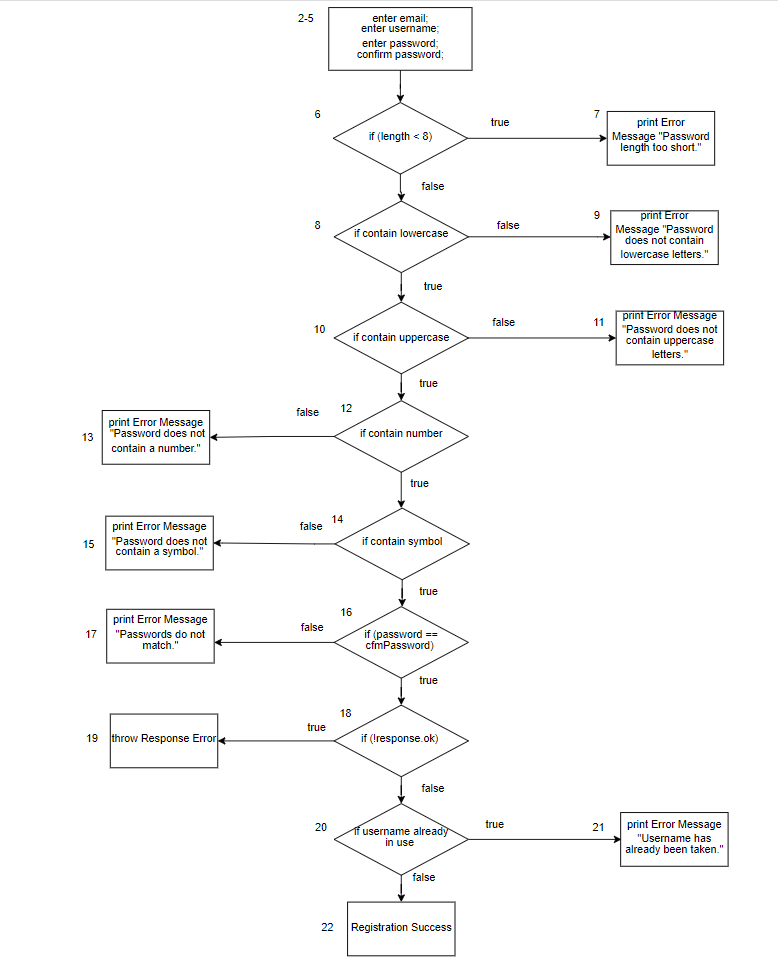 2-5
enter email;
enter username;
enter password;
confirm password;
6
if (length < 8)
true
7
print Error
Message "Password
length too short."
false
8
if contain lowercase
false
9
print Error
Message "Password
does not contain
lowercase letters."
true
10
if contain uppercase
false
11
print Error Message
"Password does not
contain uppercase
letters."
true
12
if contain number
false
13
print Error Message
"Password does not
contain a number."
true
14
if contain symbol
false
15
print Error Message
"Password does not
contain a symbol."
true
16
if (password ==
cfmPassword)
false
17
print Error Message
"Passwords do not
match."
true
18
if (!response.ok)
true
19
throw Response Error
false
20
if username already
in use
true
21
print Error Message
"Username has
already been taken."
false
22
Registration Success